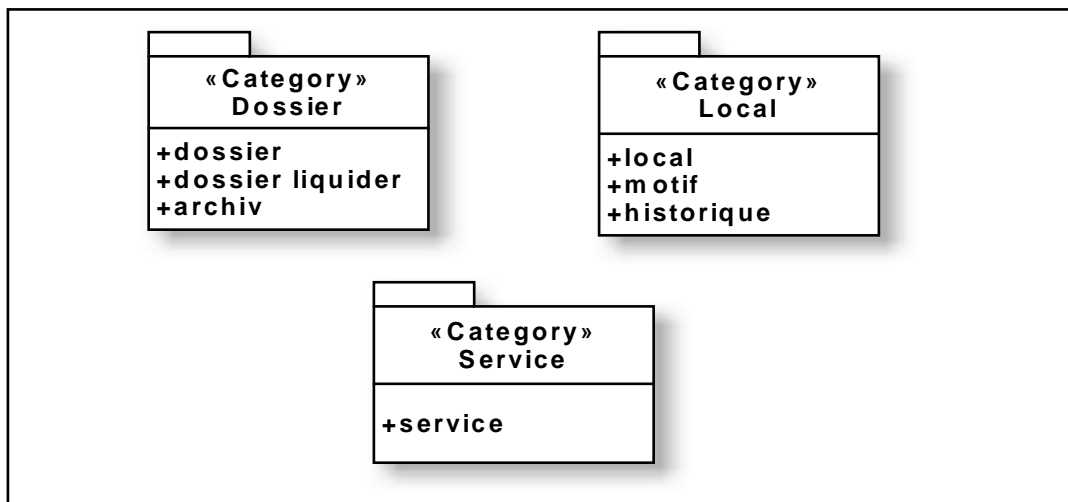 «Category»
Dossier
+dossier
+dossier liquider
+archiv
«Category»
Local
+local
+motif
+historique
«Category»
Service
+service